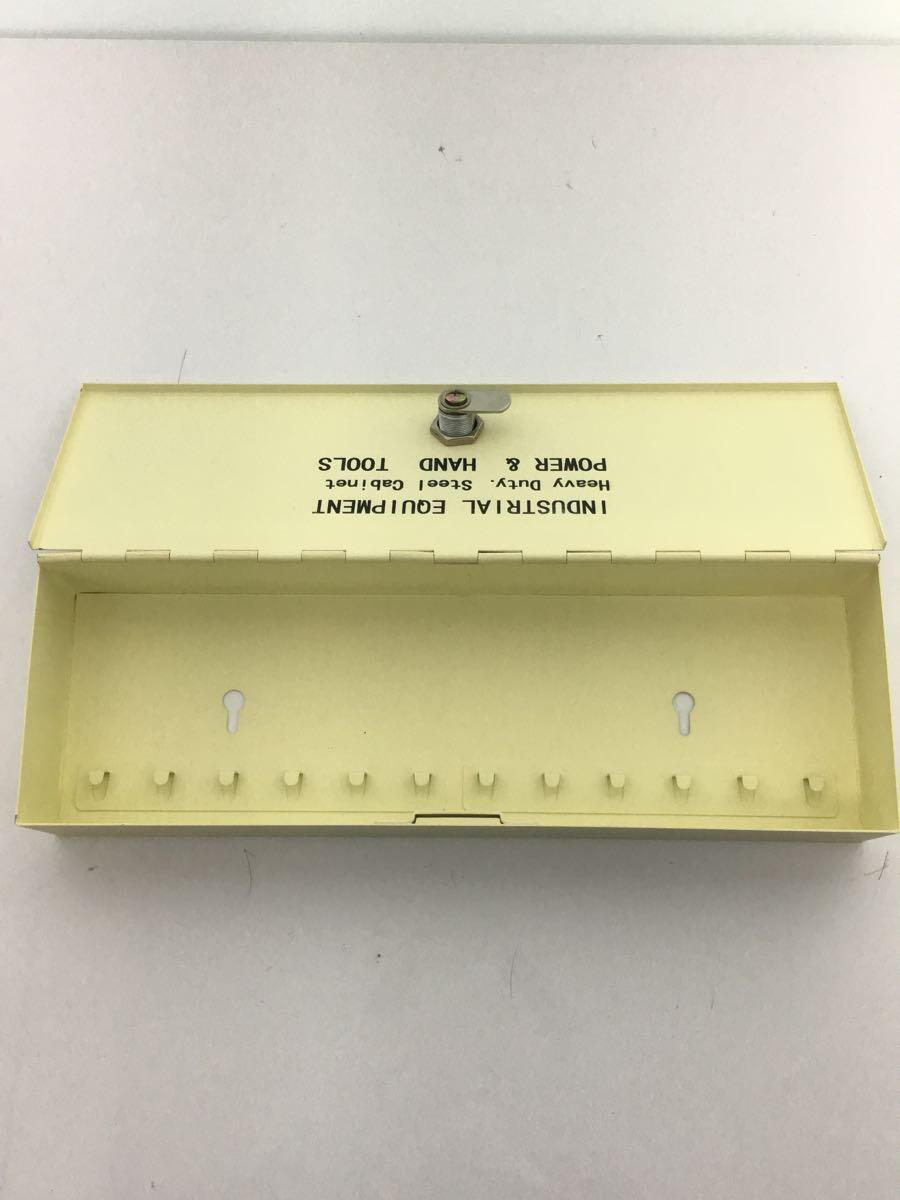 INDUSTRIAL EQUIPMENT
Heavy Duty. Steel Cabinet
POWER & HAND TOOLS